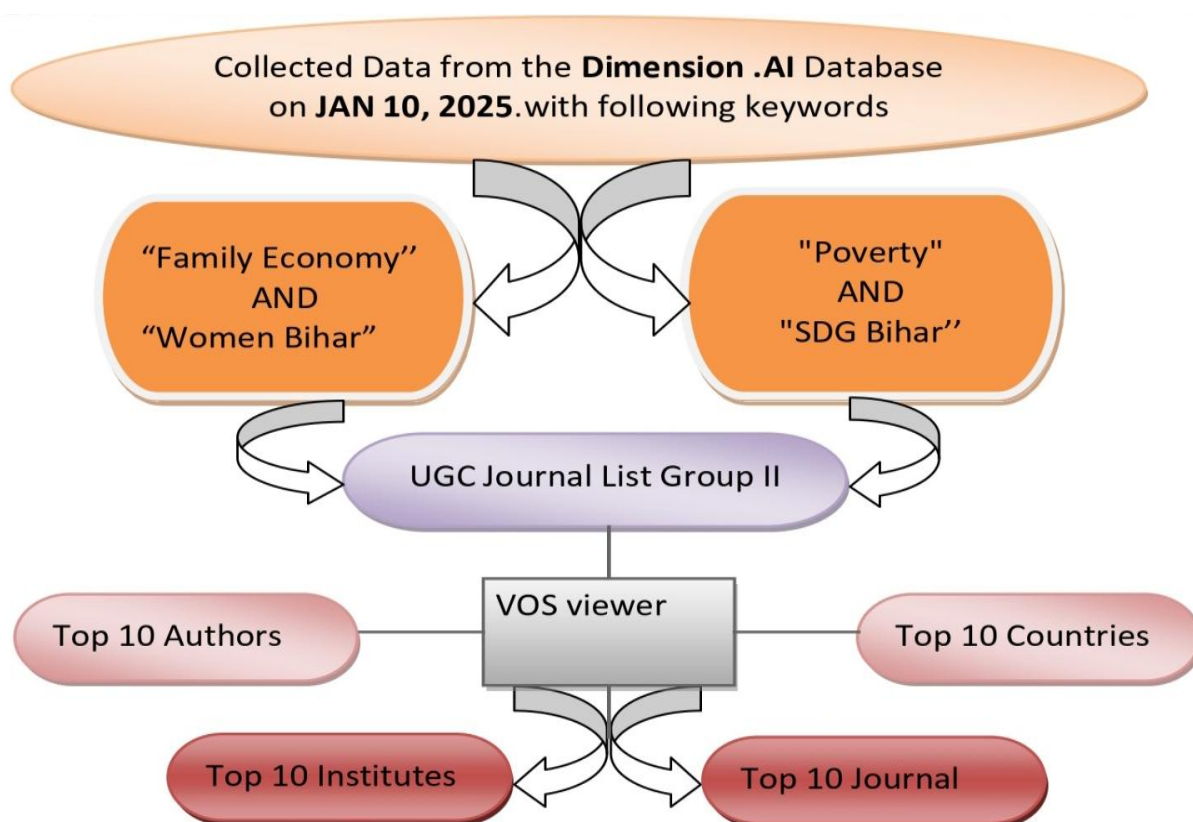 Collected Data from the Dimension .AI Database
on JAN 10, 2025.with following keywords
“Family Economy’’
AND
“Women Bihar”
"Poverty"
AND
"SDG Bihar’’
UGC Journal List Group II
VOS viewer
Top 10 Authors
Top 10 Countries
Top 10 Institutes
Top 10 Journal